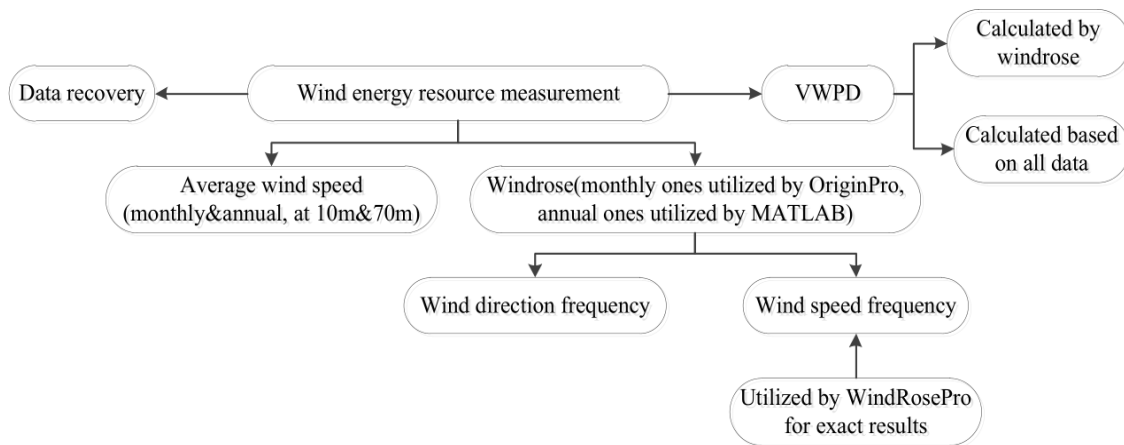 Calculated by
windrose
Data recovery
Wind energy resource measurement
VWPD
Calculated based
on all data
Average wind speed
(monthly&annual, at 10m&70m)
Windrose(monthly ones utilized by OriginPro,
annual ones utilized by MATLAB)
Wind direction frequency
Wind speed frequency
Utilized by WindRosePro
for exact results